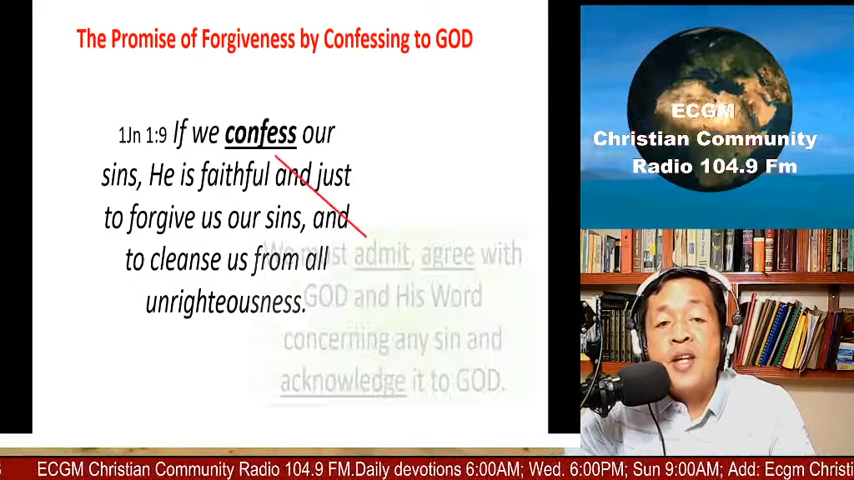 The Promise of Forgiveness by Confessing to GOD
1Jn 1:9 If we confess our
sins, He is faithful and just
to forgive us our sins, and
to cleanse us from all
unrighteousness.
We must admit, agree with
GOD and His Word
concerning any sin and
acknowledge it to GOD.
ECGM
Christian Community
Radio 104.9 Fm
ECGM Christian Community Radio 104.9 FM.Daily devotions 6:00AM; Wed. 6:00PM; Sun 9:00AM; Add: Ecgm Christi